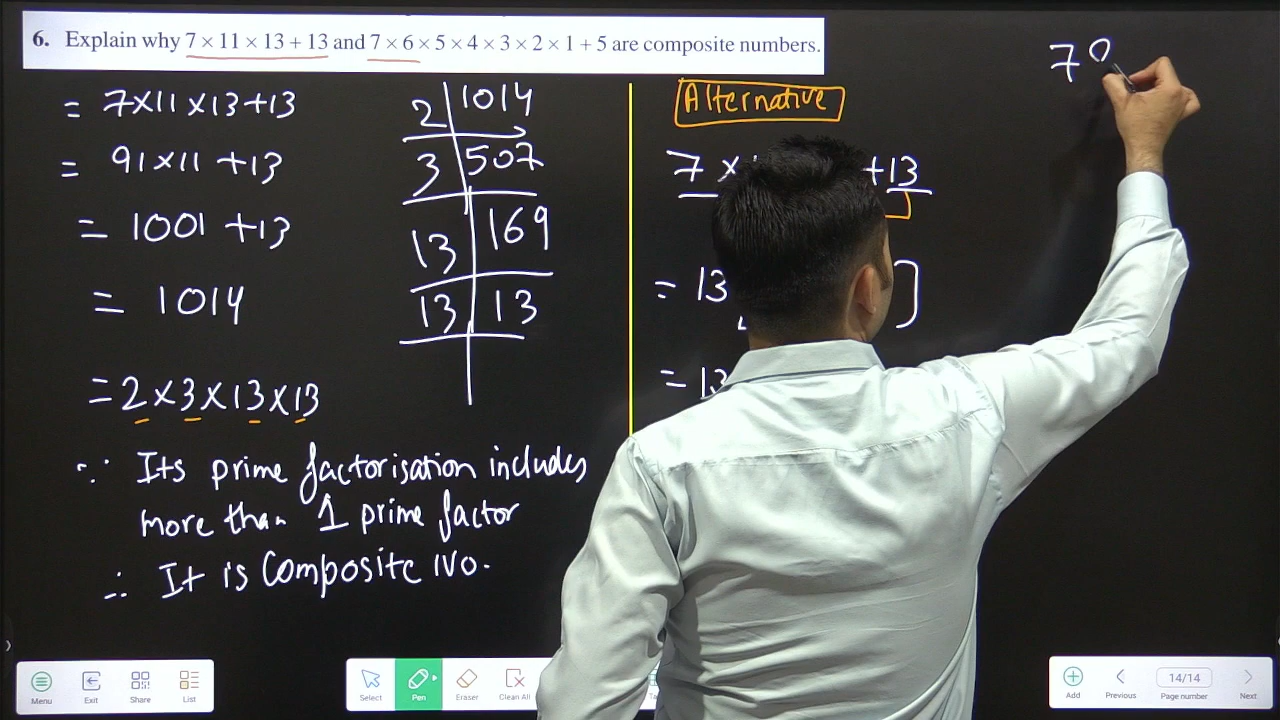 6. Explain why 7 × 11 × 13 + 13 and 7 × 6 × 5 × 4 × 3 × 2 × 1 + 5 are composite numbers.
= 7×11×13+13
= 91×11 +13
= 1001 +13
= 1014
= 2×3×13×13
∵ Its prime factorisation includes
more than 1 prime factor
∴ It is Composite No.
2 | 1014
3 | 507
13 | 169
13 | 13
Alternative
7 × +13
= 13 ]
= 13
7
Menu Exit Share List
Select Pen Eraser Clean All
Add Previous 14/14 Page number Next